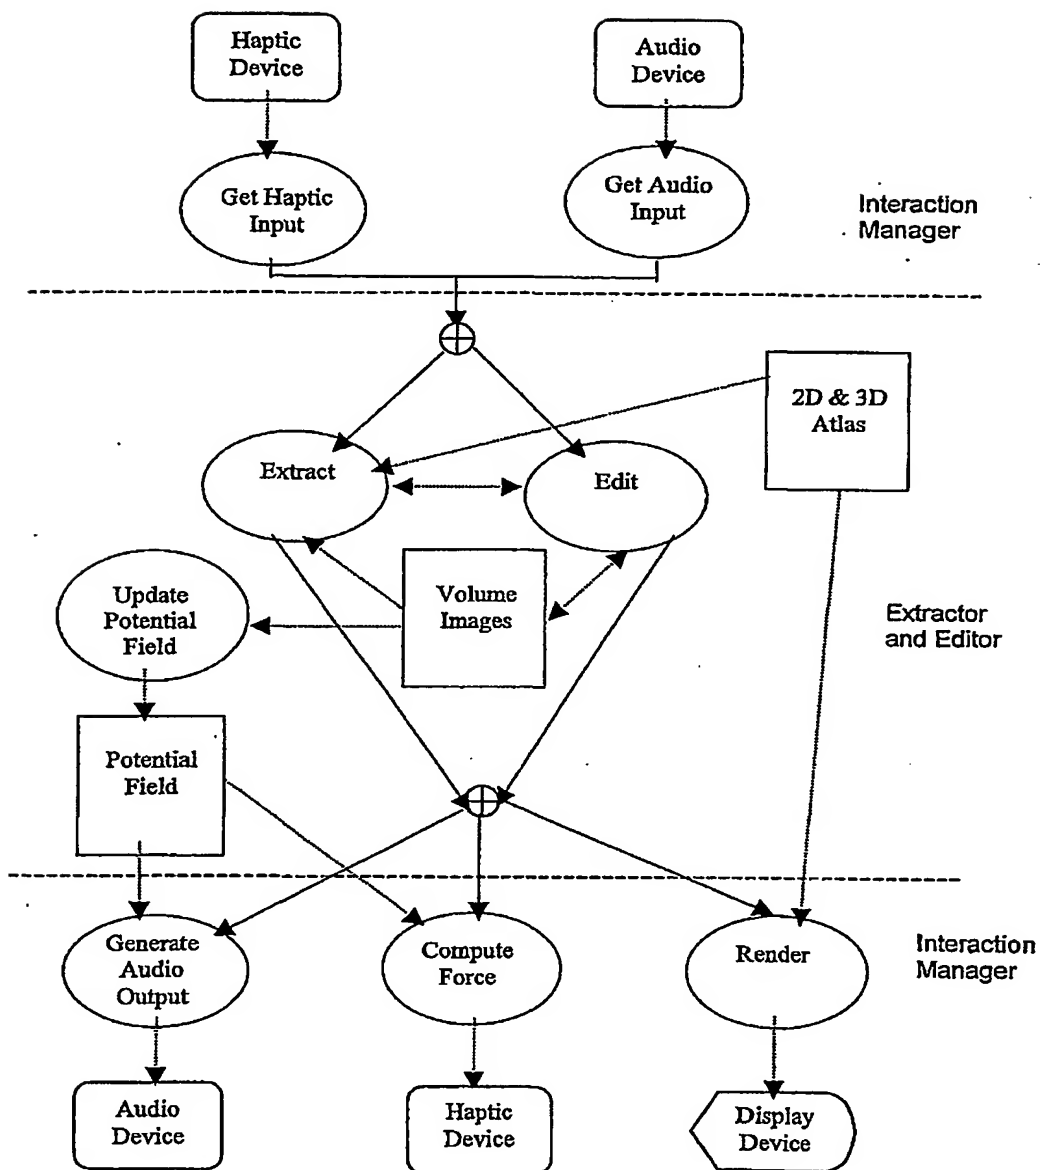 Haptic
Device
Audio
Device
Get Haptic
Input
Get Audio
Input
Interaction
Manager
2D & 3D
Atlas
Extract
Edit
Volume
Images
Update
Potential
Field
Extractor
and Editor
Potential
Field
Generate
Audio
Output
Compute
Force
Render
Interaction
Manager
Audio
Device
Haptic
Device
Display
Device